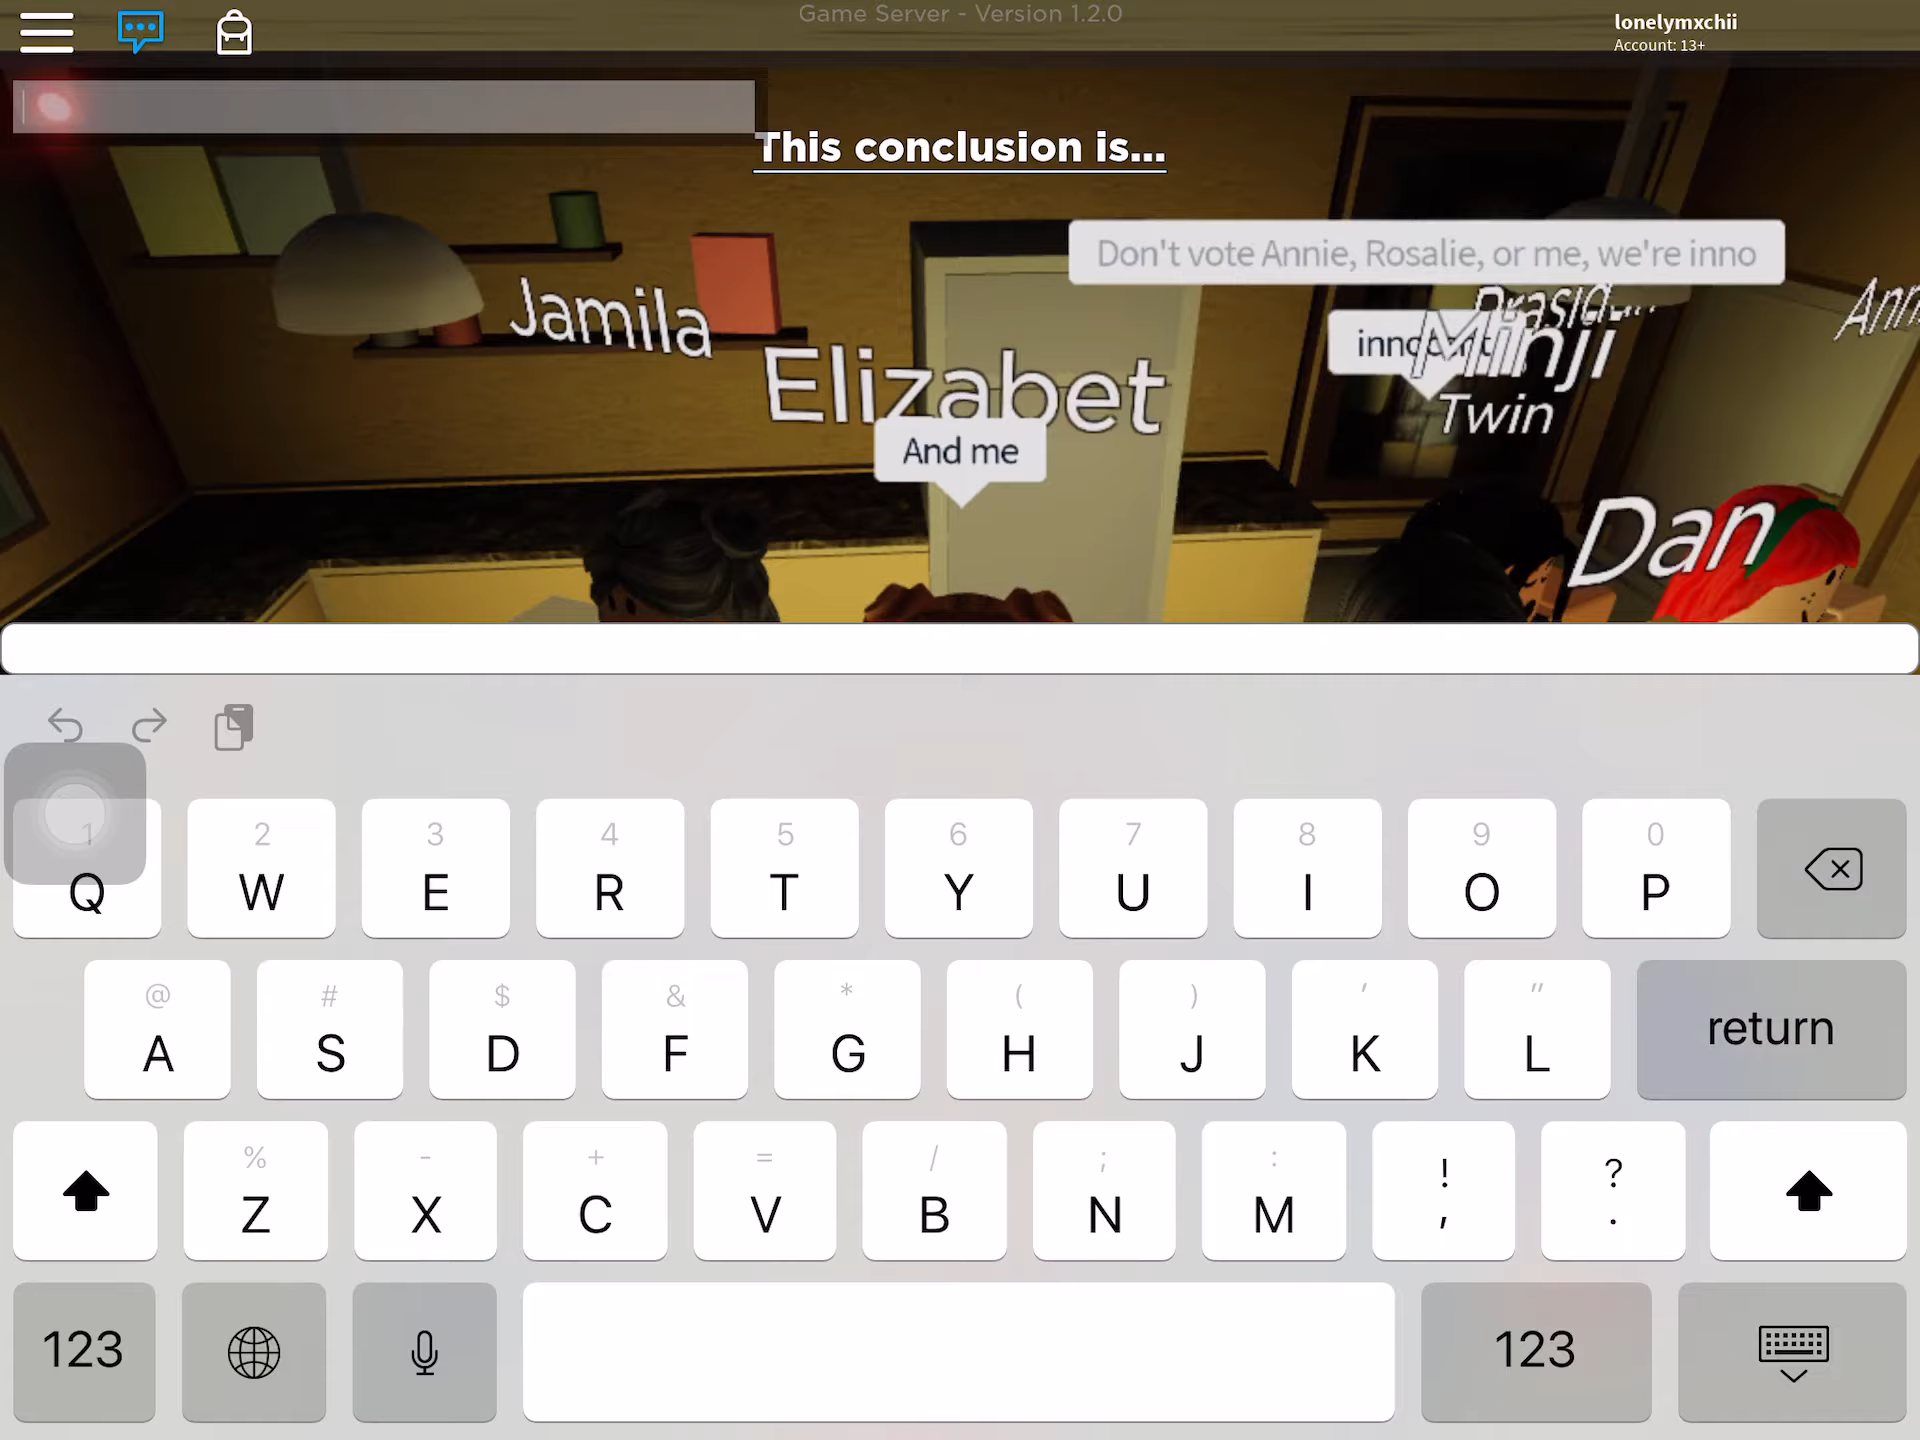 Game Server - Version 1.2.0
lonelymxchii
Account: 13+
This conclusion is...
Don't vote Annie, Rosalie, or me, we're inno
Jamila
Elizabet
And me
innocent
Minji
Twin
Ann
Dan
1 2 3 4 5 6 7 8 9 0
Q W E R T Y U I O P
@ # $ & * ( ) ' "
A S D F G H J K L return
% - + = / ; : ! ?
Z X C V B N M , .
123 123